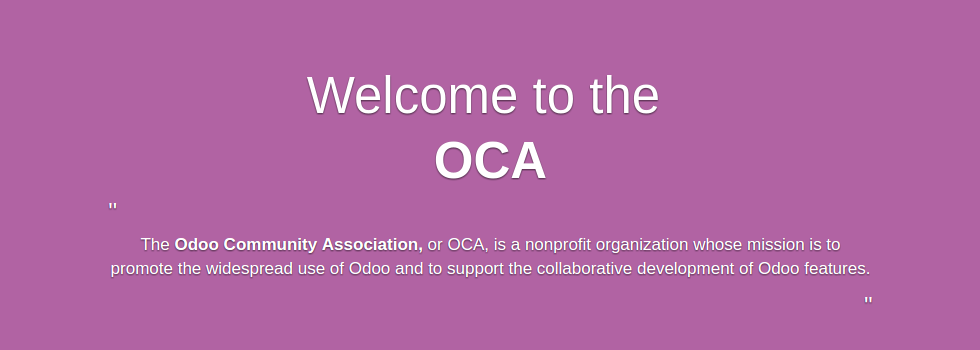 Welcome to the
OCA
"
The Odoo Community Association, or OCA, is a nonprofit organization whose mission is to
promote the widespread use of Odoo and to support the collaborative development of Odoo features.
"